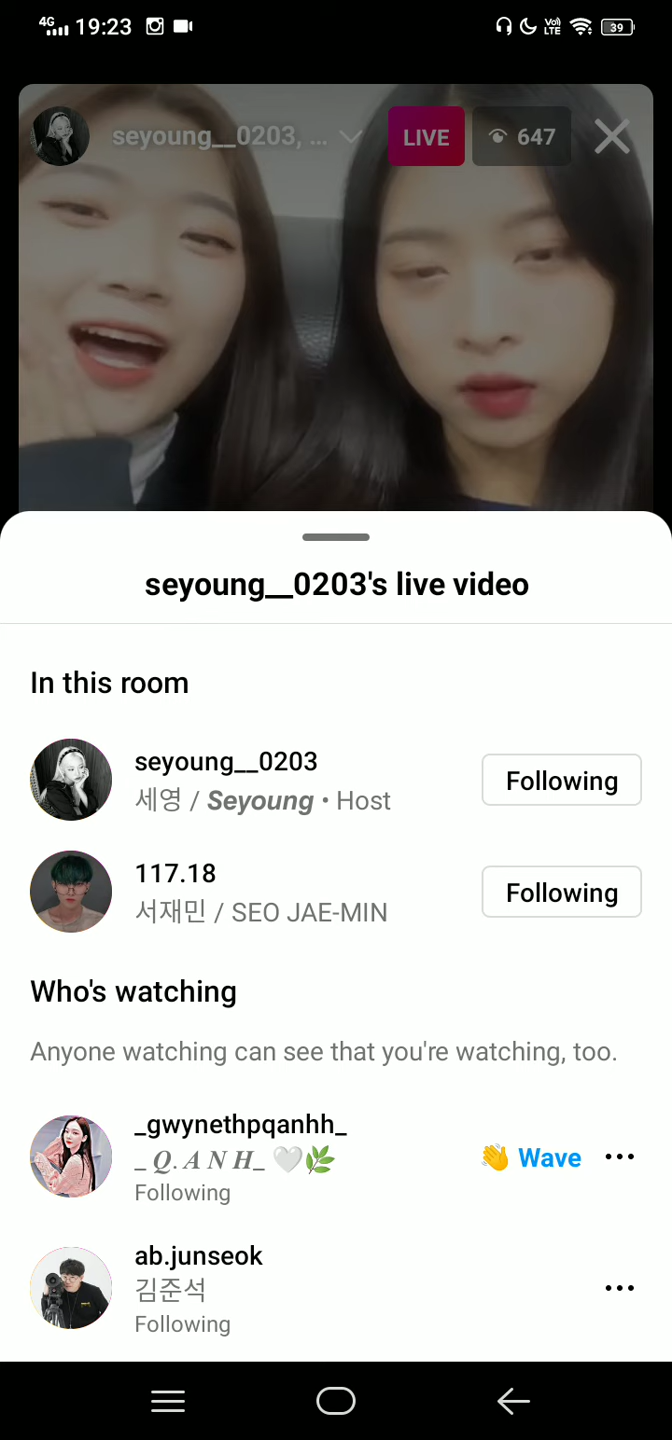 4G 19:23 Vo) LTE 39
seyoung__0203, ... LIVE 647
seyoung__0203's live video
In this room
seyoung__0203
세영 / Seyoung • Host
Following
117.18
서재민 / SEO JAE-MIN
Following
Who's watching
Anyone watching can see that you're watching, too.
_gwynethpqanhh_
_ 𝑄. 𝐴 𝑁 𝐻_ 🤍🌿
Following
👋 Wave
ab.junseok
김준석
Following